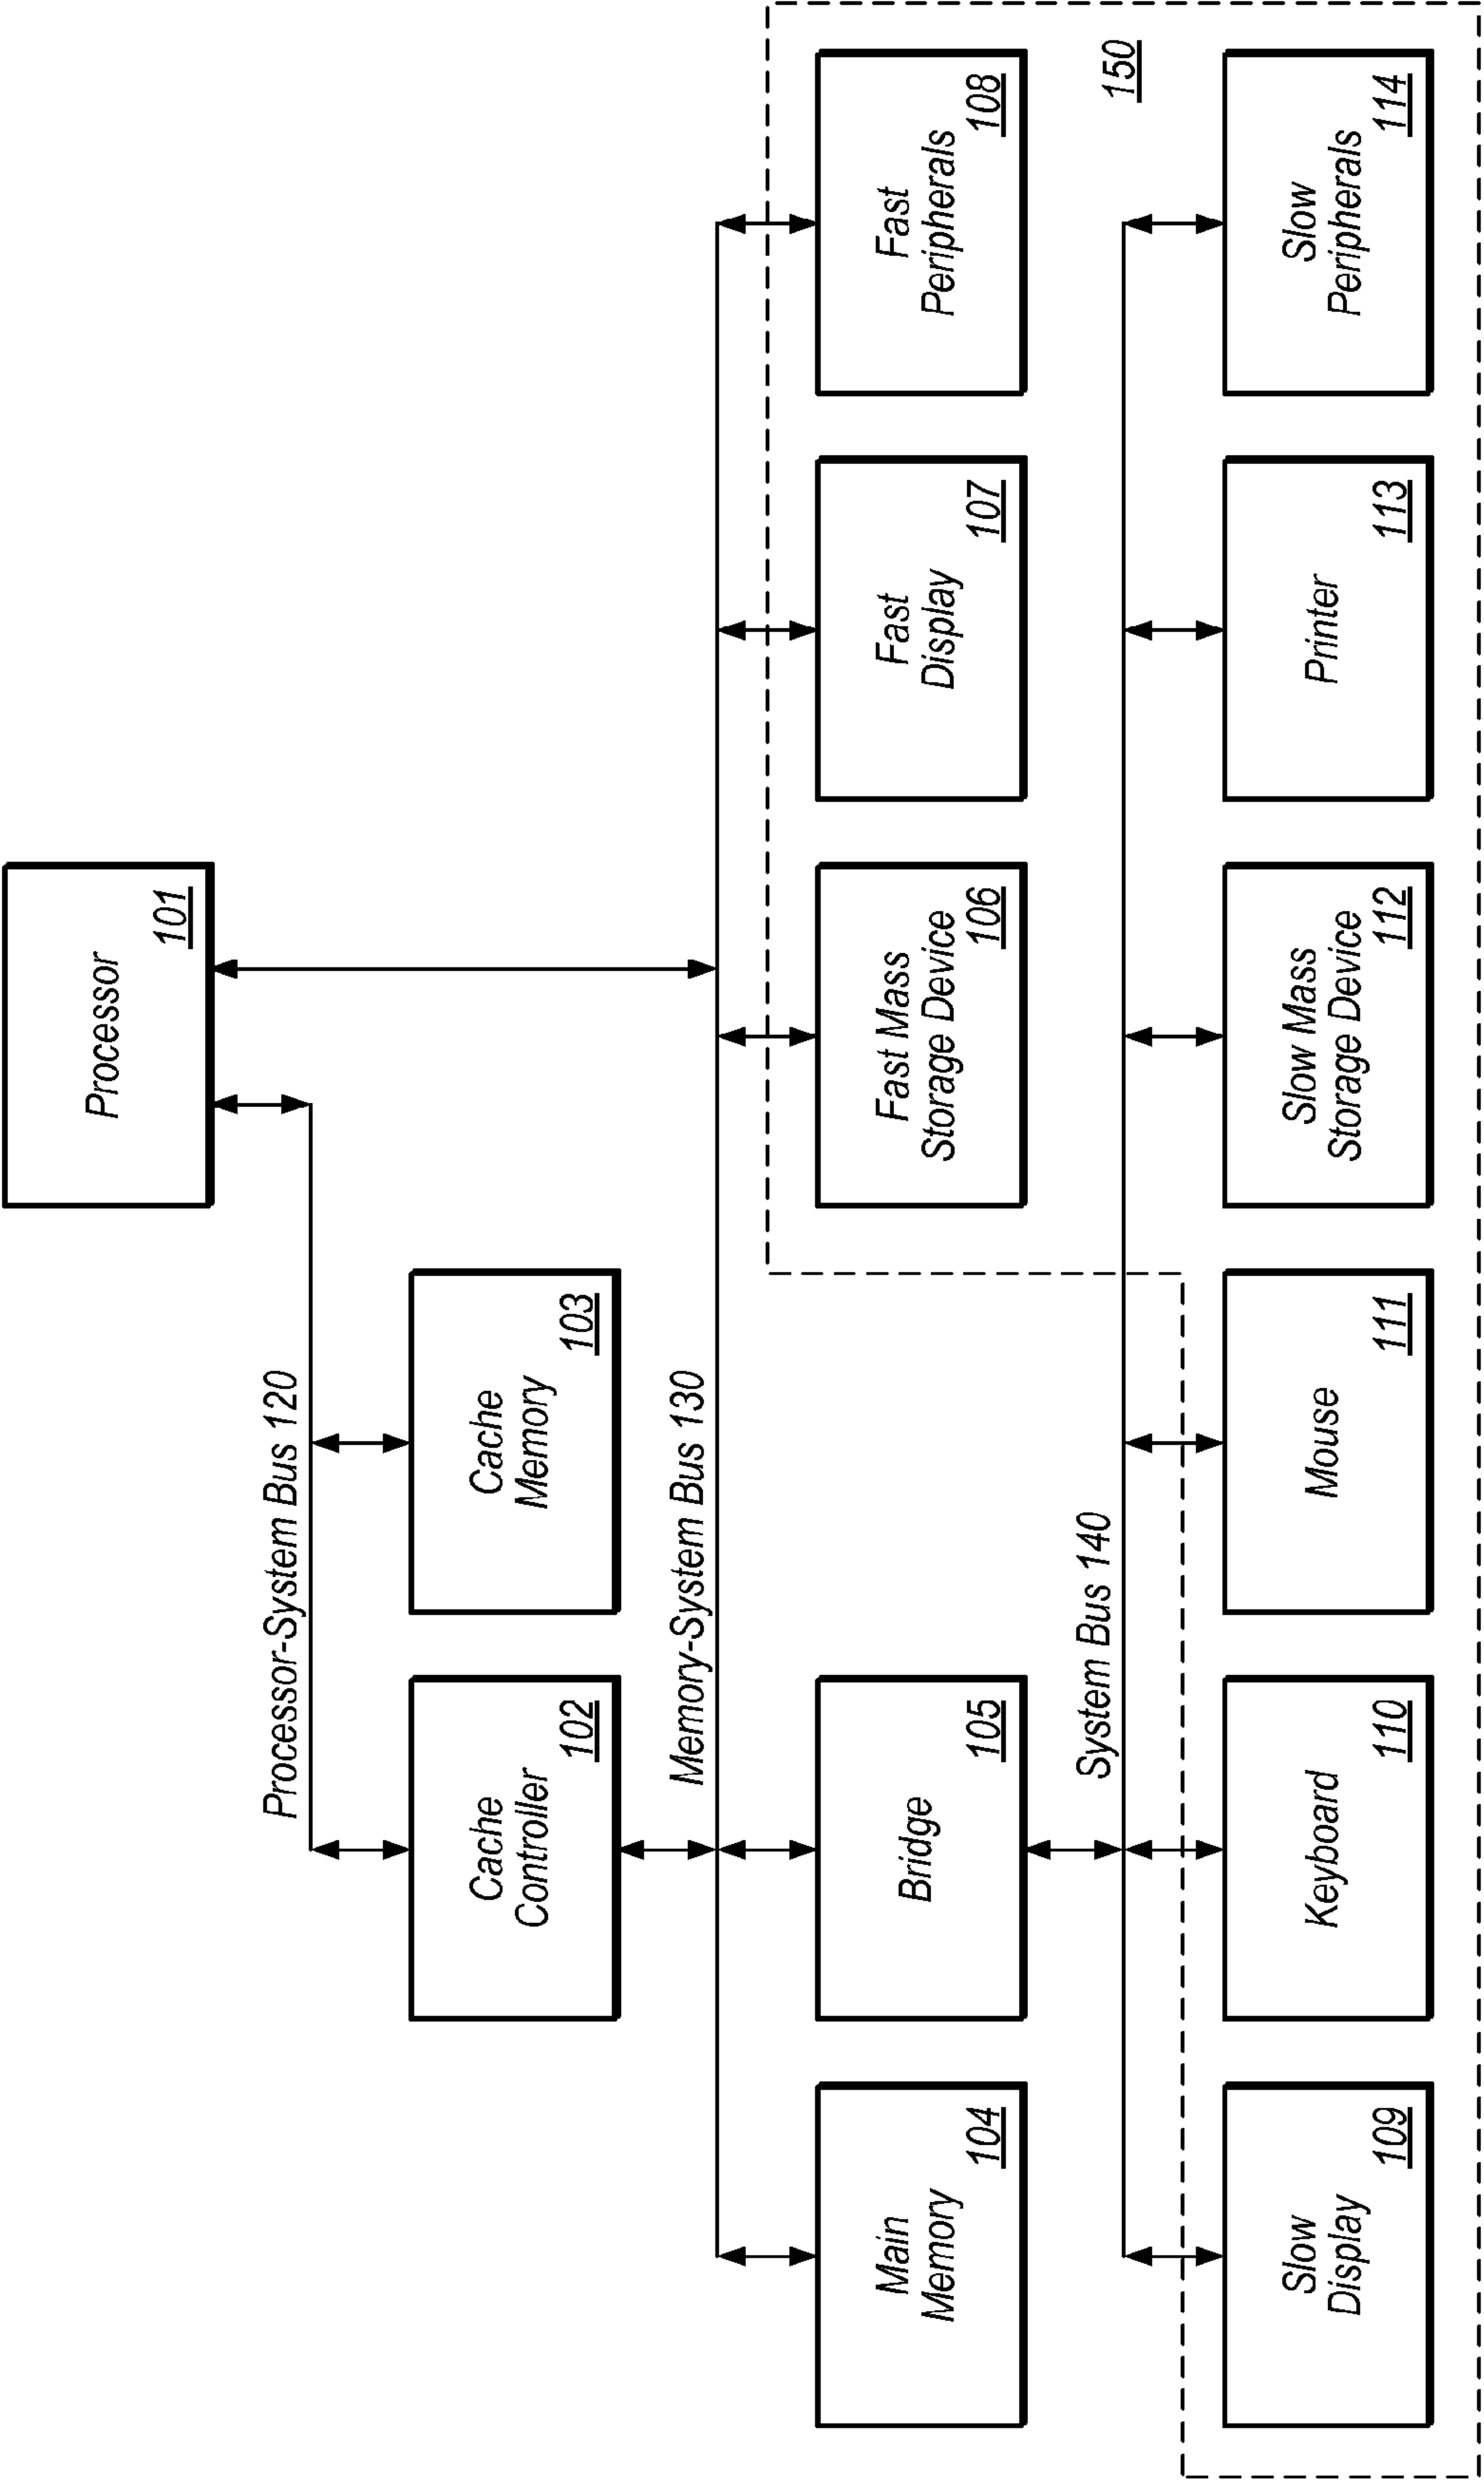 Processor
101
Processor-System Bus 120
Cache
Controller
102
Cache
Memory
103
Memory-System Bus 130
Main
Memory
104
Bridge
105
Fast Mass
Storage Device
106
Fast
Display
107
Fast
Peripherals
108
System Bus 140
150
Slow
Display
109
Keyboard
110
Mouse
111
Slow Mass
Storage Device
112
Printer
113
Slow
Peripherals
114